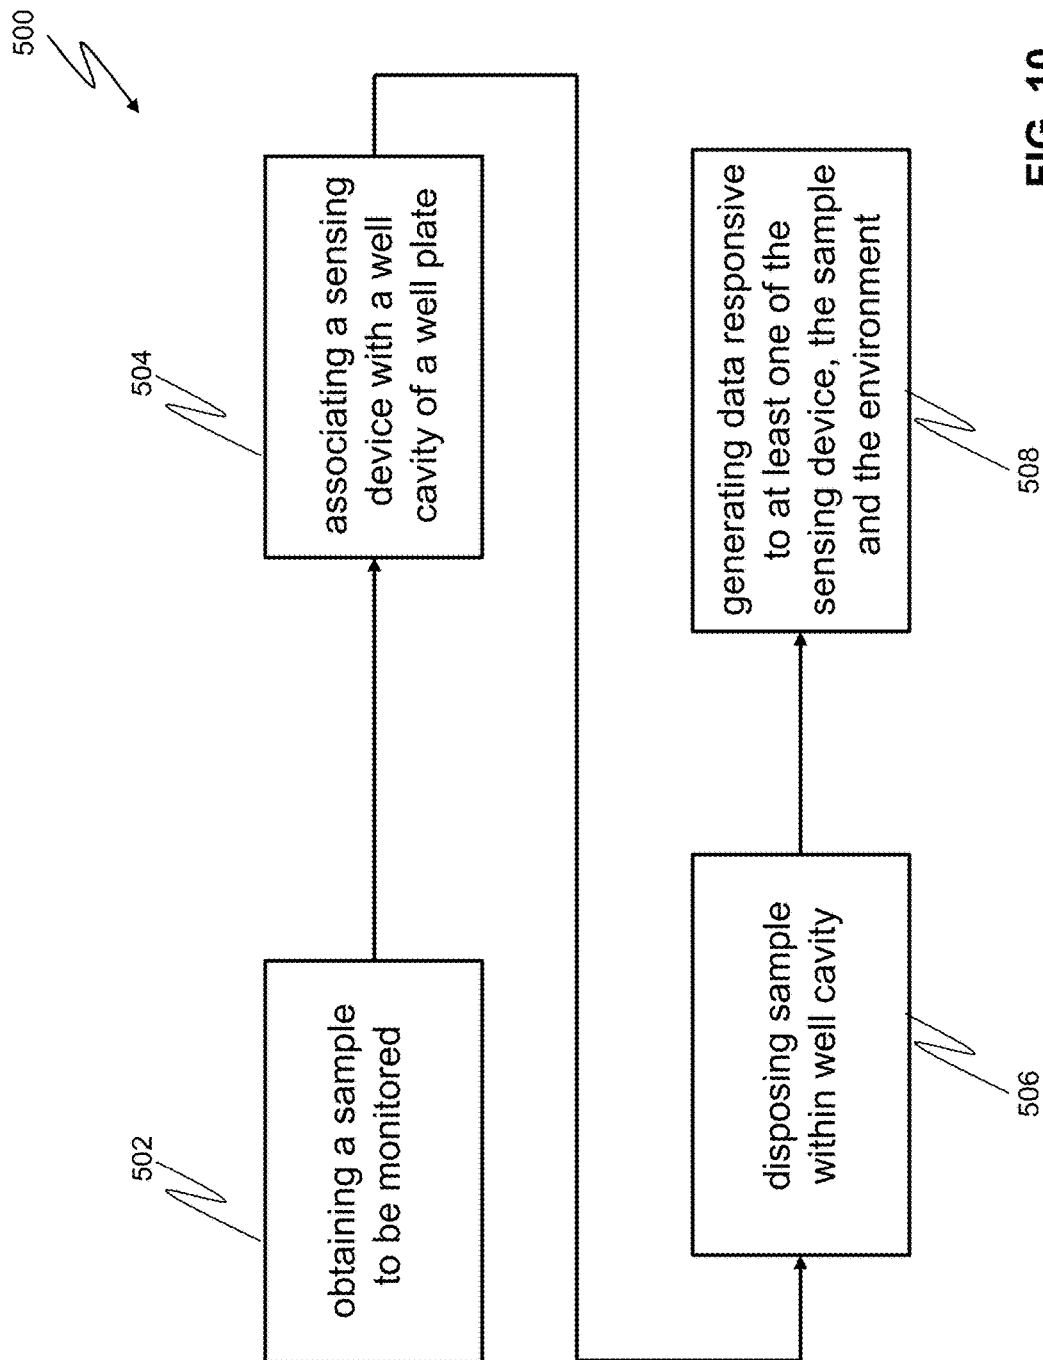 500
502
obtaining a sample
to be monitored
504
associating a sensing
device with a well
cavity of a well plate
506
disposing sample
within well cavity
508
generating data responsive
to at least one of the
sensing device, the sample
and the environment
FIG.